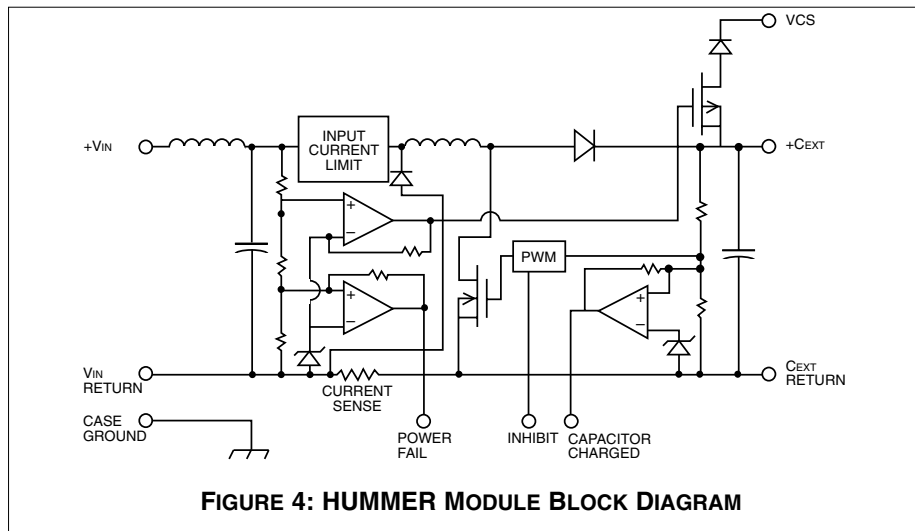 VCS
+VIN
INPUT
CURRENT
LIMIT
+CEXT
+
−
PWM
+
−
+
−
VIN
RETURN
CURRENT
SENSE
CEXT
RETURN
CASE
GROUND
POWER
FAIL
INHIBIT
CAPACITOR
CHARGED
FIGURE 4: HUMMER MODULE BLOCK DIAGRAM